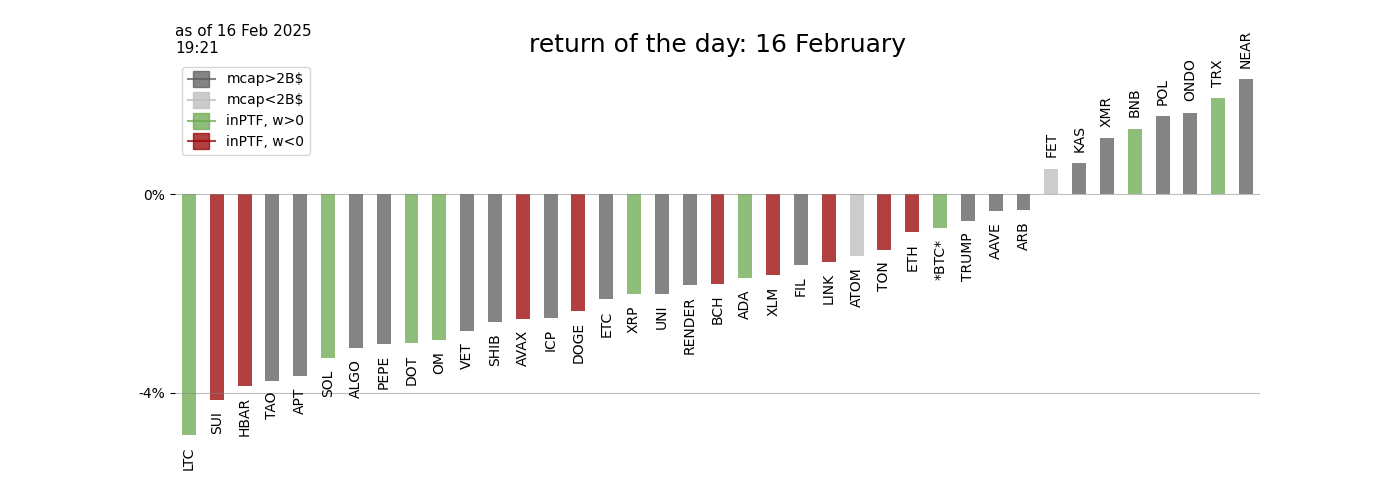 as of 16 Feb 2025
19:21
return of the day: 16 February
mcap>2B$
mcap<2B$
inPTF, w>0
inPTF, w<0
0%
-4%
LTC
SUI
HBAR
TAO
APT
SOL
ALGO
PEPE
DOT
OM
VET
SHIB
AVAX
ICP
DOGE
ETC
XRP
UNI
RENDER
BCH
ADA
XLM
FIL
LINK
ATOM
TON
ETH
*BTC*
TRUMP
AAVE
ARB
FET
KAS
XMR
BNB
POL
ONDO
TRX
NEAR